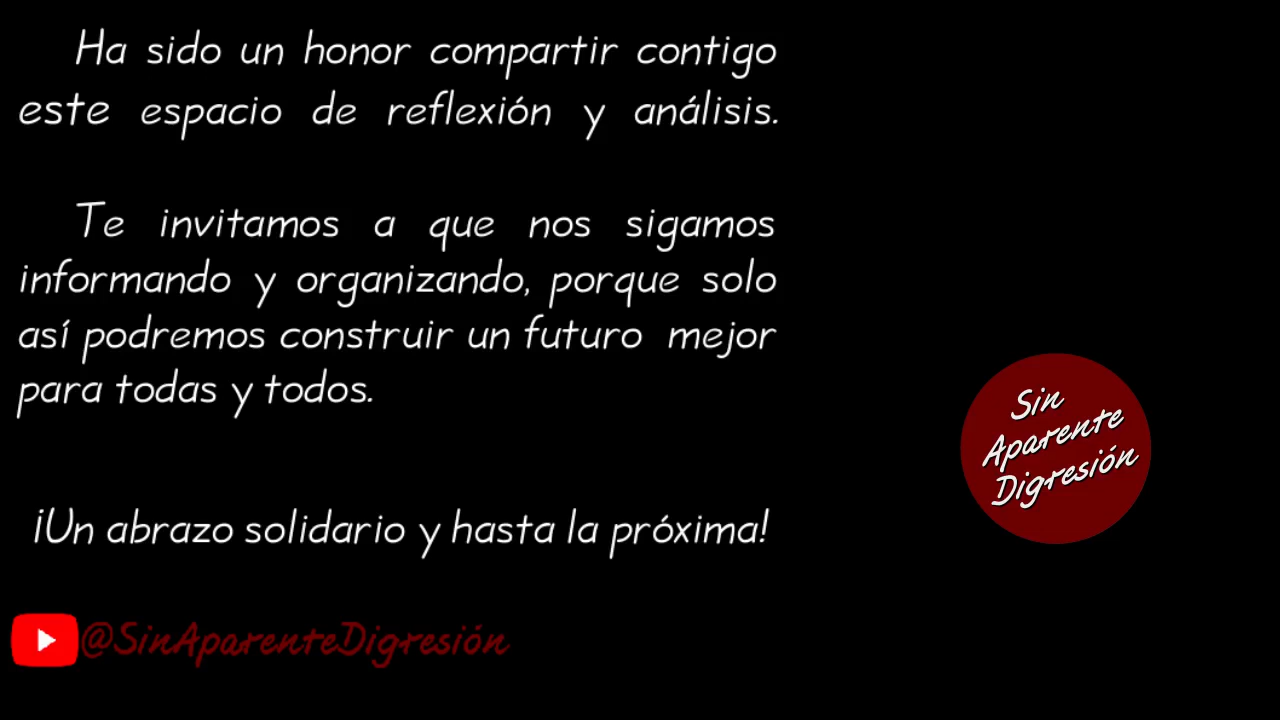 Ha sido un honor compartir contigo
este espacio de reflexión y análisis.
Te invitamos a que nos sigamos
informando y organizando, porque solo
así podremos construir un futuro mejor
para todas y todos.
¡Un abrazo solidario y hasta la próxima!
Sin
Aparente
Digresión
@SinAparenteDigresión